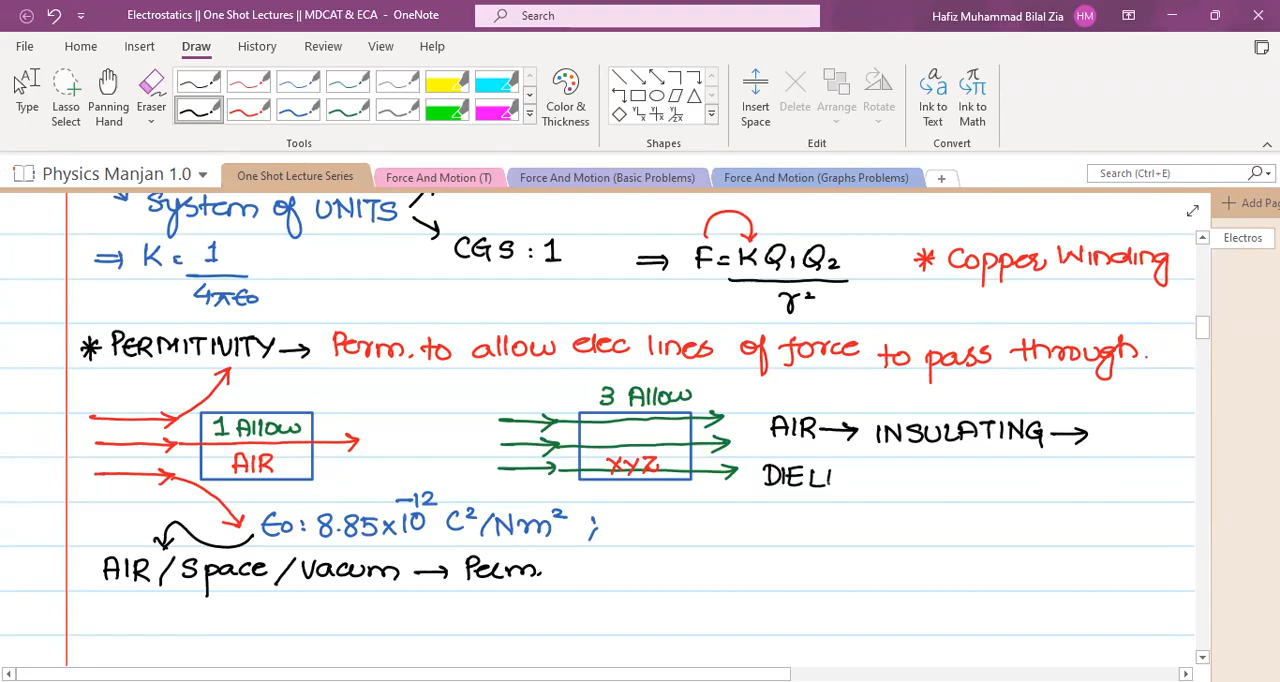 Electrostatics || One Shot Lectures || MDCAT & ECA - OneNote
Search
Hafiz Muhammad Bilal Zia HM
File Home Insert Draw View History Review View Help
Type Lasso Select Panning Hand Eraser Color & Thickness Insert Space Delete Arrange Rotate Ink to Text Ink to Math
Tools Shapes Edit Convert
Physics Manjan 1.0 One Shot Lecture Series Force And Motion (T) Force And Motion (Basic Problems) Force And Motion (Graphs Problems) + Search (Ctrl+E)
+ Add Pag
Electros
System of UNITS
CGS : 1
⇒ K = 1/4πϵ0
⇒ F = KQ1Q2/r²
* Copper Winding
* PERMITIVITY → Perm. to allow elec lines of force to pass through.
1 Allow
AIR
3 Allow
XYZ
AIR → INSULATING →
DIELI
ϵ0 : 8.85x10⁻¹² C²/Nm² ;
AIR/Space/Vacum → Perm.